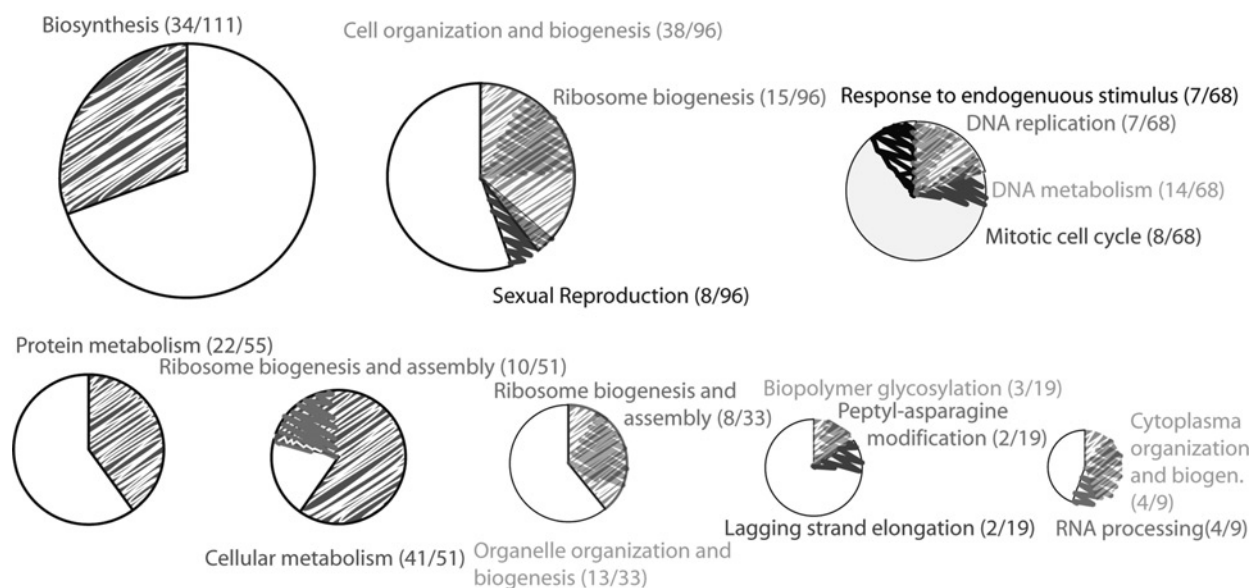 Biosynthesis (34/111)
Cell organization and biogenesis (38/96)
Ribosome biogenesis (15/96)
Sexual Reproduction (8/96)
Response to endogenuous stimulus (7/68)
DNA replication (7/68)
DNA metabolism (14/68)
Mitotic cell cycle (8/68)
Protein metabolism (22/55)
Ribosome biogenesis and assembly (10/51)
Cellular metabolism (41/51)
Ribosome biogenesis and
assembly (8/33)
Organelle organization and
biogenesis (13/33)
Biopolymer glycosylation (3/19)
Peptyl-asparagine
modification (2/19)
Lagging strand elongation (2/19)
Cytoplasma
organization
and biogen.
(4/9)
RNA processing(4/9)